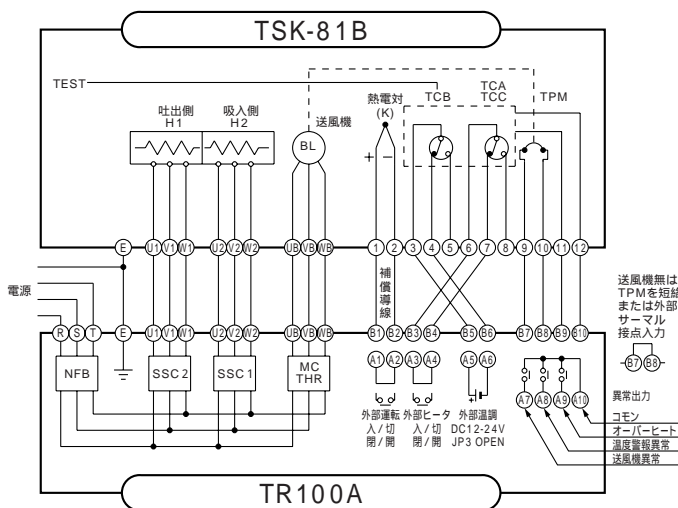 TSK-81B
TEST
吐出側
H1
吸入側
H2
送風機
BL
熱電対
(K)
＋ －
TCB
TCA
TCC
TPM
E U1 V1 W1 U2 V2 W2 UB VB WB 1 2 3 4 5 6 7 8 9 10 11 12
電源
補償導線
送風機無は
TPMを短絡
または外部
サーマル
接点入力
B7 B8
R S T E U1 V1 W1 U2 V2 W2 UB VB WB B1 B2 B3 B4 B5 B6 B7 B8 B9 B10
NFB
SSC2
SSC1
MC
THR
A1 A2 A3 A4 A5 A6
+
A7 A8 A9 A10
外部運転
入/切
閉/開
外部ヒータ
入/切
閉/開
外部温調
DC12-24V
JP3 OPEN
異常出力
コモン
オーバーヒート
温度警報異常
送風機異常
TR100A